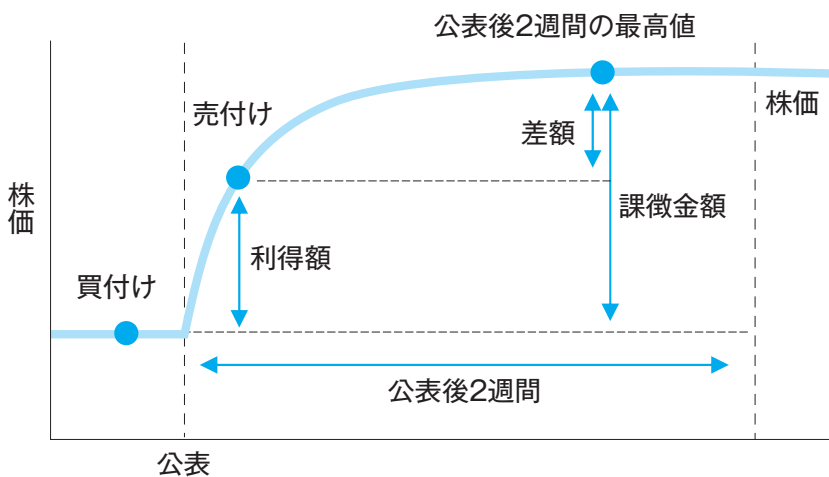 公表後2週間の最高値
売付け
株価
差額
株価
課徴金額
利得額
買付け
公表後2週間
公表